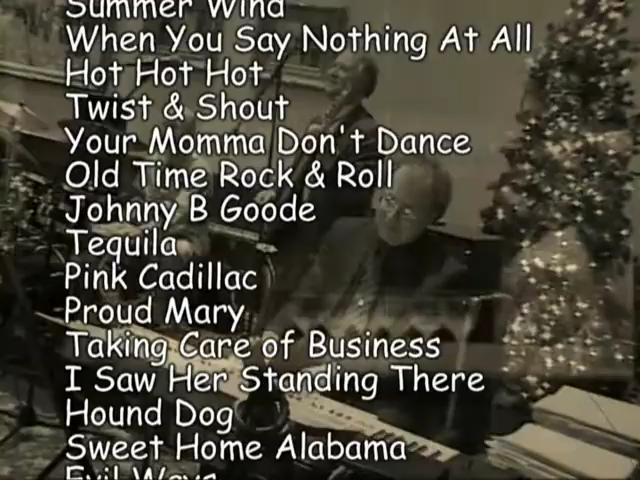 Summer Wind
When You Say Nothing At All
Hot Hot Hot
Twist & Shout
Your Momma Don't Dance
Old Time Rock & Roll
Johnny B Goode
Tequila
Pink Cadillac
Proud Mary
Taking Care of Business
I Saw Her Standing There
Hound Dog
Sweet Home Alabama
Evil Ways